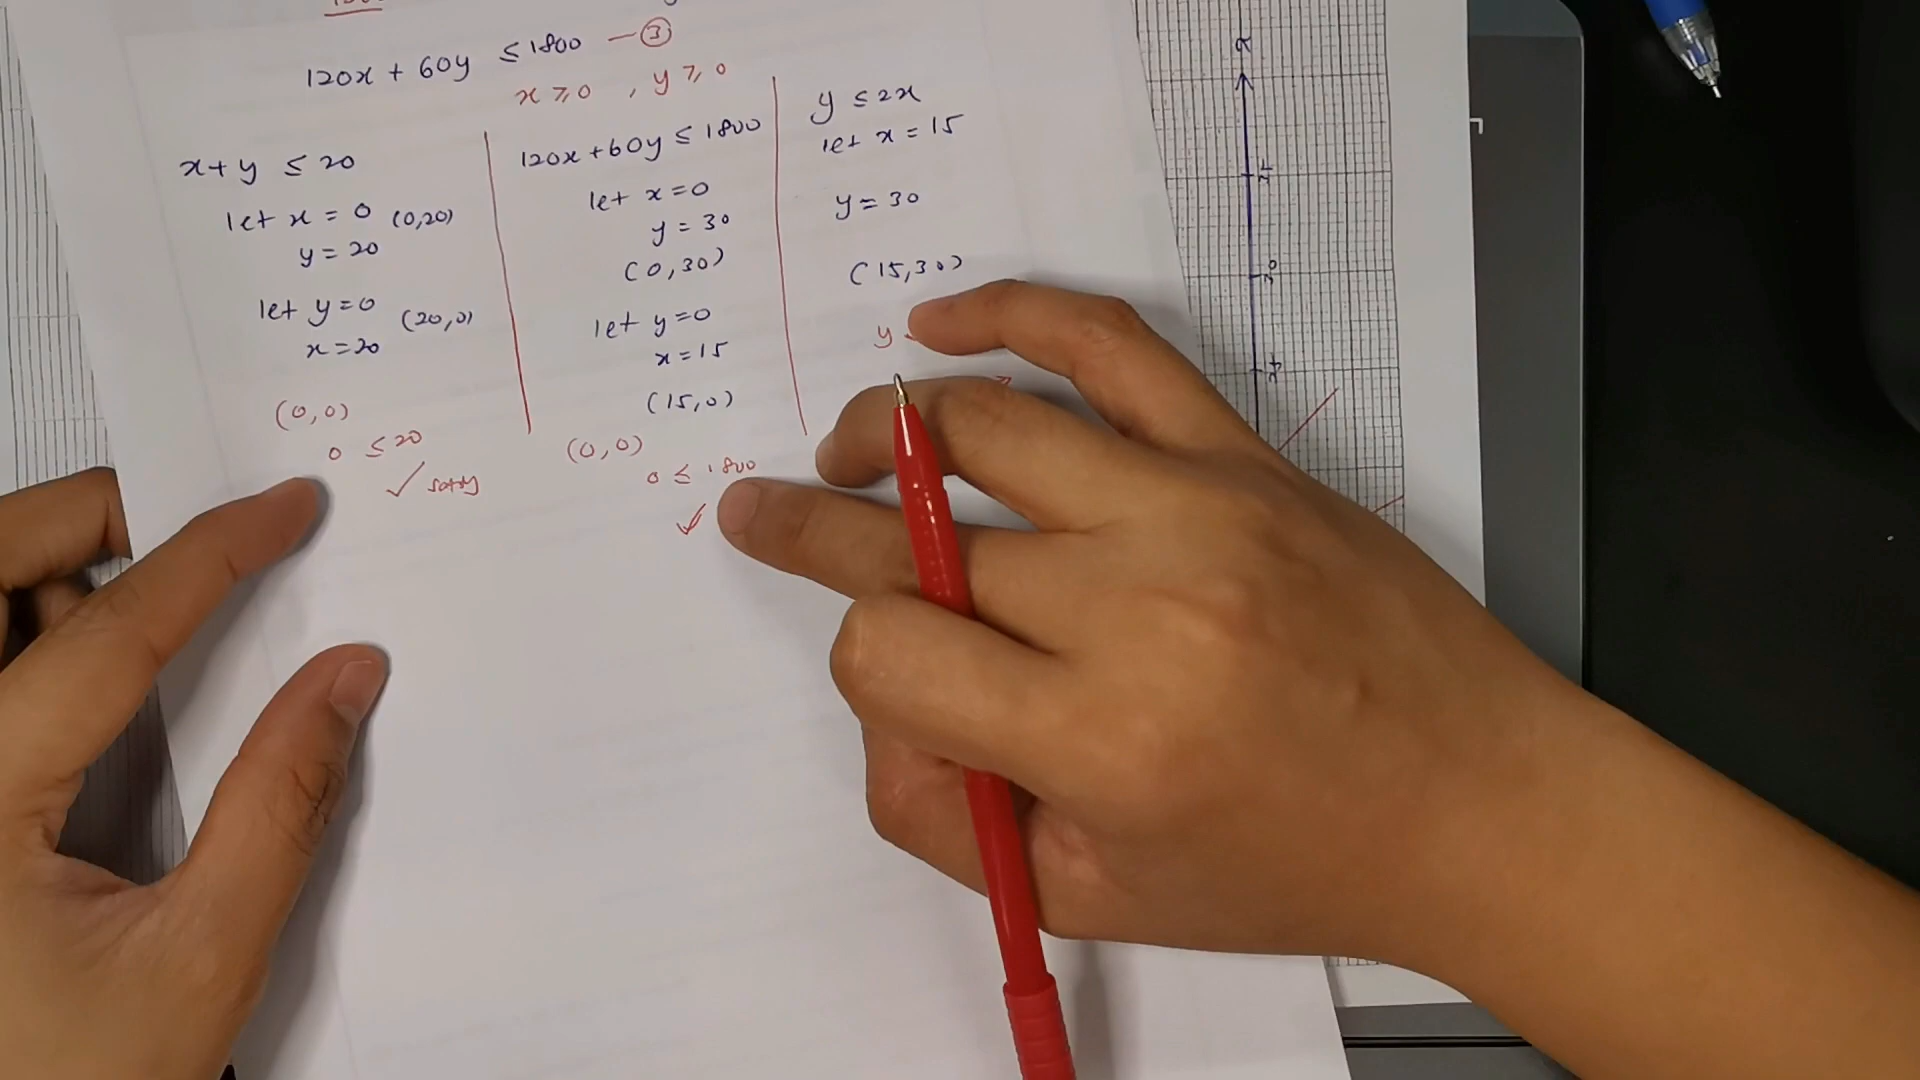 120x + 60y ≤ 1800 — ③
x ≥ 0 , y ≥ 0
x + y ≤ 20
let x = 0 (0,20)
y = 20
let y = 0 (20,0)
x = 20
(0,0)
0 ≤ 20
✓ satisfy
120x + 60y ≤ 1800
let x = 0
y = 30
(0,30)
let y = 0
x = 15
(15,0)
(0,0)
0 ≤ 1800
✓
y ≤ 2x
let x = 15
y = 30
(15,30)
y
30